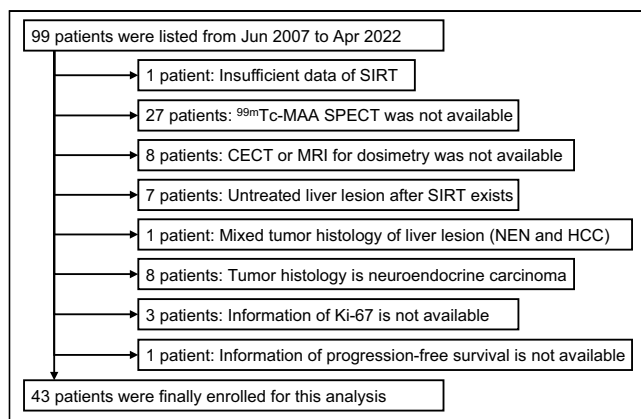 99 patients were listed from Jun 2007 to Apr 2022
1 patient: Insufficient data of SIRT
27 patients: ⁹⁹ᵐTc-MAA SPECT was not available
8 patients: CECT or MRI for dosimetry was not available
7 patients: Untreated liver lesion after SIRT exists
1 patient: Mixed tumor histology of liver lesion (NEN and HCC)
8 patients: Tumor histology is neuroendocrine carcinoma
3 patients: Information of Ki-67 is not available
1 patient: Information of progression-free survival is not available
43 patients were finally enrolled for this analysis